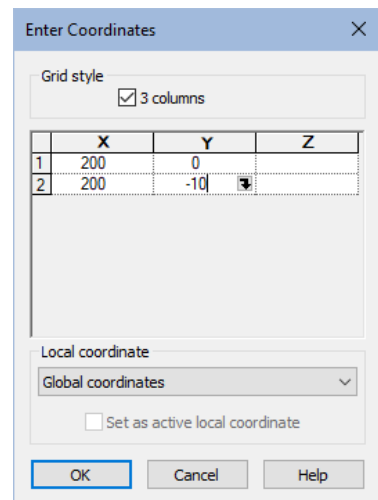 Enter Coordinates
Grid style
3 columns
X Y Z
1 200 0
2 200 -10
Local coordinate
Global coordinates
Set as active local coordinate
OK Cancel Help